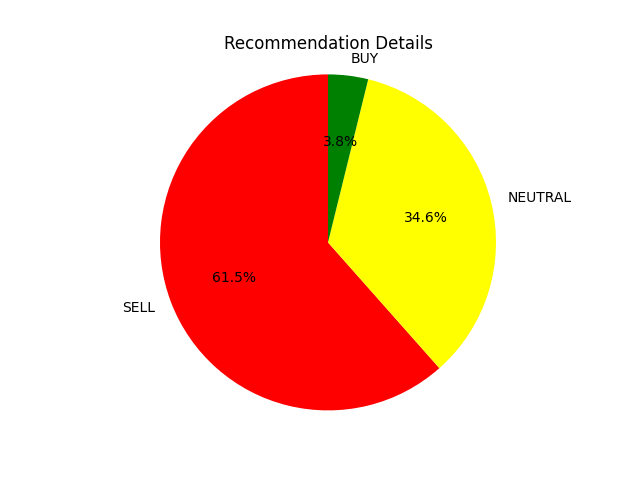 Recommendation Details
BUY
3.8%
NEUTRAL
34.6%
61.5%
SELL